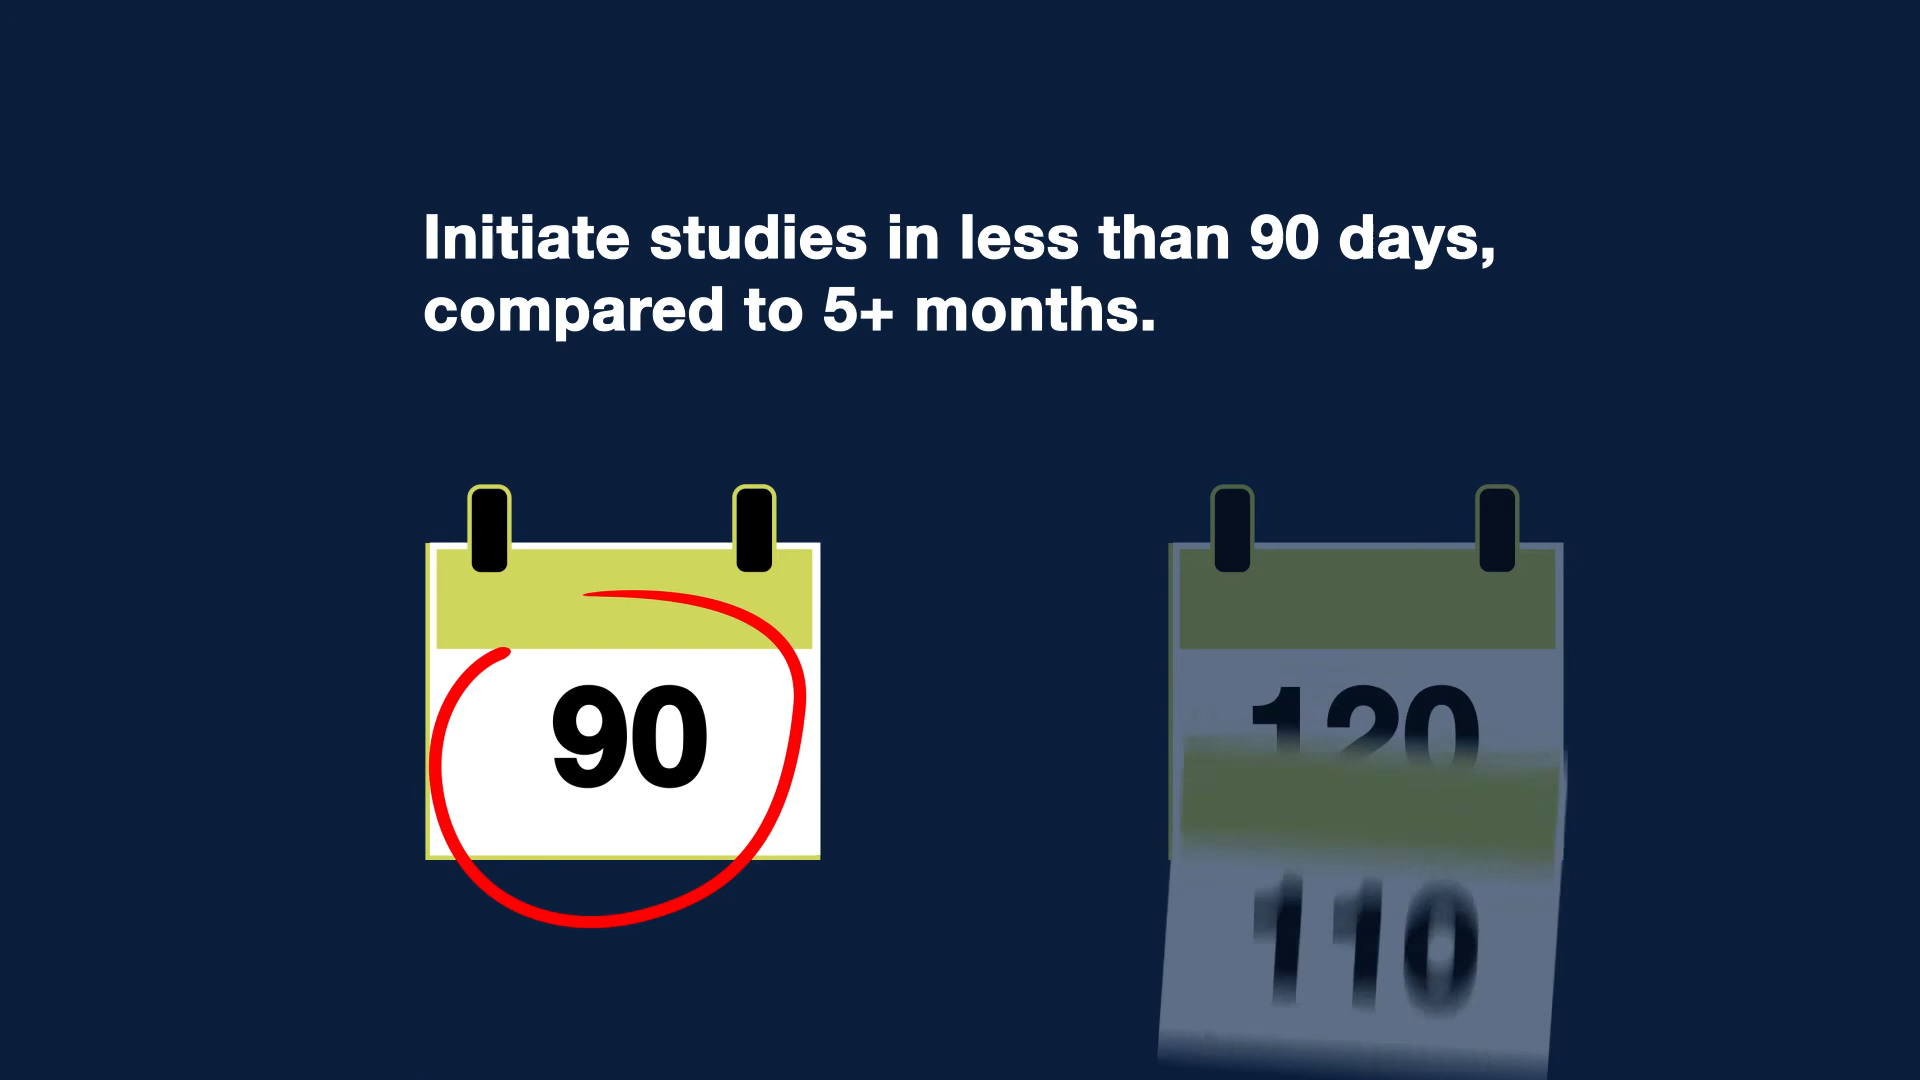 Initiate studies in less than 90 days,
compared to 5+ months.
90
120
110